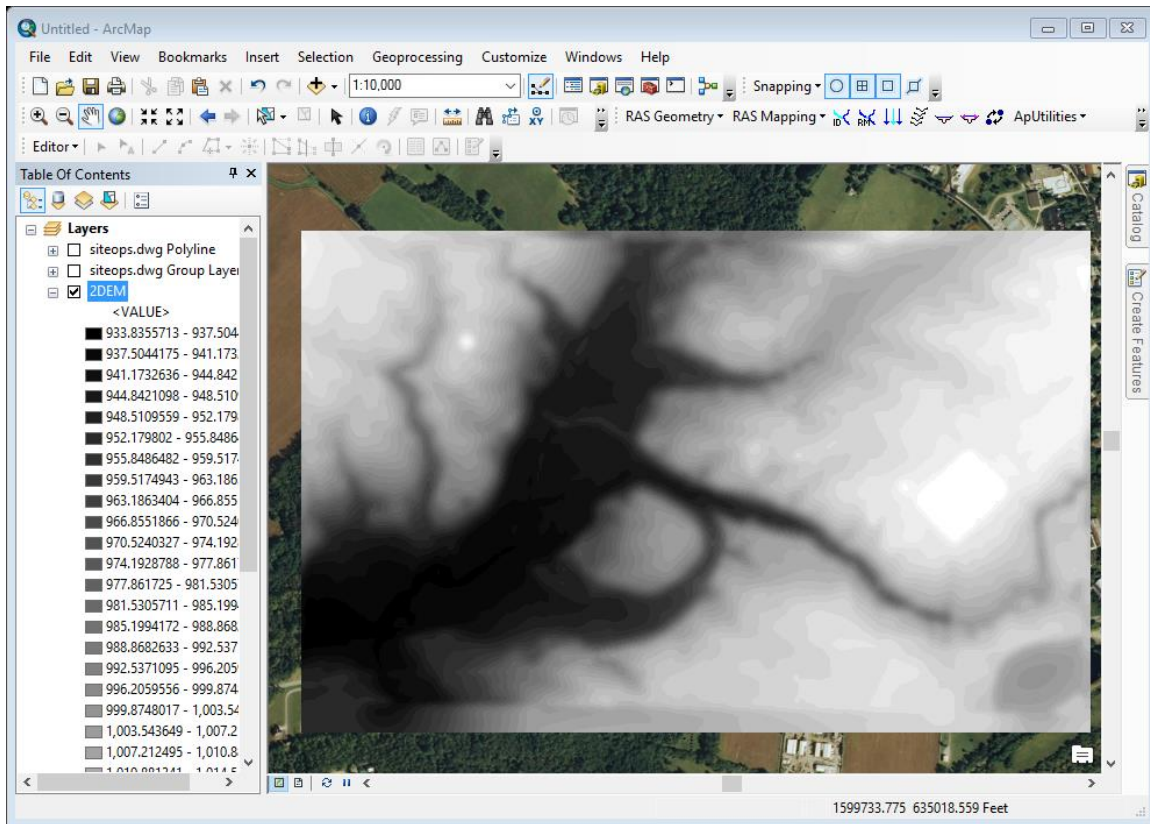 Untitled - ArcMap
File Edit View Bookmarks Insert Selection Geoprocessing Customize Windows Help
1:10,000 Snapping
RAS Geometry RAS Mapping ApUtilities
Editor
Table Of Contents
Layers
siteops.dwg Polyline
siteops.dwg Group Layer
2DEM
<VALUE>
933.8355713 - 937.504
937.5044175 - 941.173
941.1732636 - 944.842
944.8421098 - 948.510
948.5109559 - 952.179
952.179802 - 955.8486
955.8486482 - 959.517
959.5174943 - 963.186
963.1863404 - 966.855
966.8551866 - 970.524
970.5240327 - 974.192
974.1928788 - 977.861
977.861725 - 981.5305
981.5305711 - 985.199
985.1994172 - 988.868
988.8682633 - 992.537
992.5371095 - 996.205
996.2059556 - 999.874
999.8748017 - 1,003.54
1,003.543649 - 1,007.2
1,007.212495 - 1,010.8
Catalog
Create Features
1599733.775 635018.559 Feet